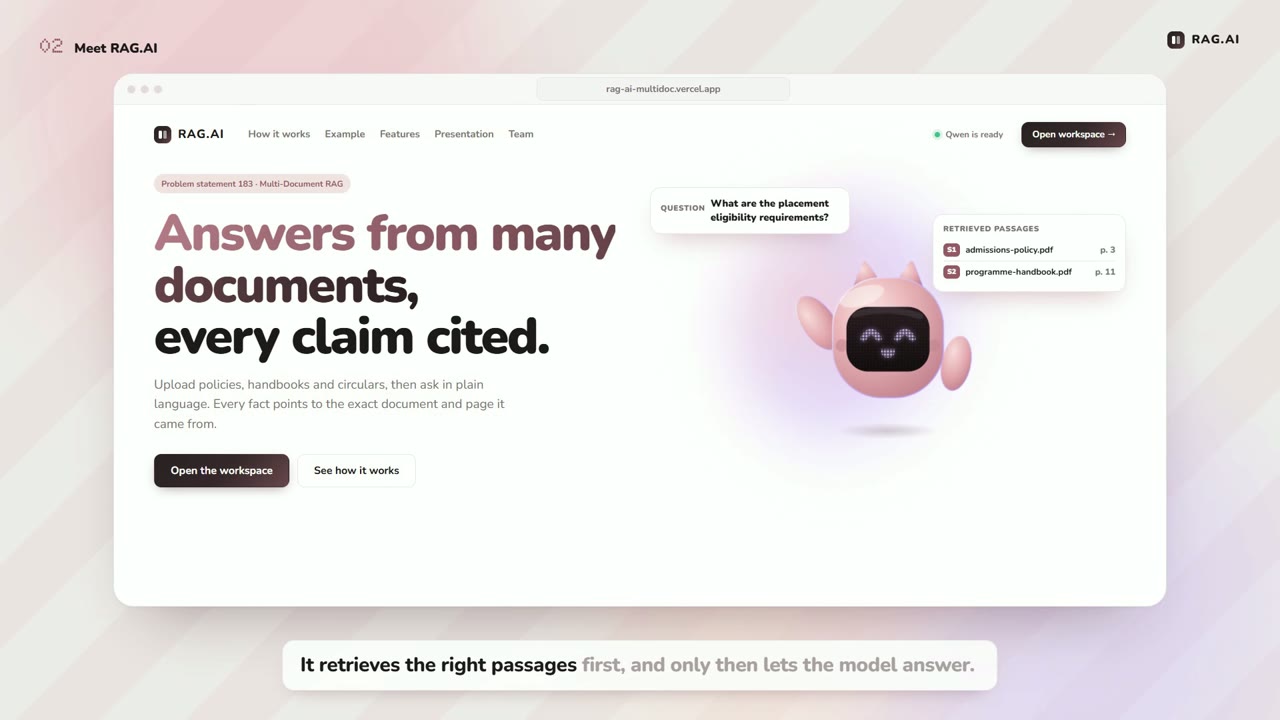 02 Meet RAG.AI
RAG.AI
rag-ai-multidoc.vercel.app
RAG.AI
How it works Example Features Presentation Team
Qwen is ready
Open workspace →
Problem statement 183 · Multi-Document RAG
Answers from many
documents,
every claim cited.
Upload policies, handbooks and circulars, then ask in plain
language. Every fact points to the exact document and page it
came from.
Open the workspace
See how it works
QUESTION What are the placement
eligibility requirements?
RETRIEVED PASSAGES
S1 admissions-policy.pdf p. 3
S2 programme-handbook.pdf p. 11
It retrieves the right passages first, and only then lets the model answer.